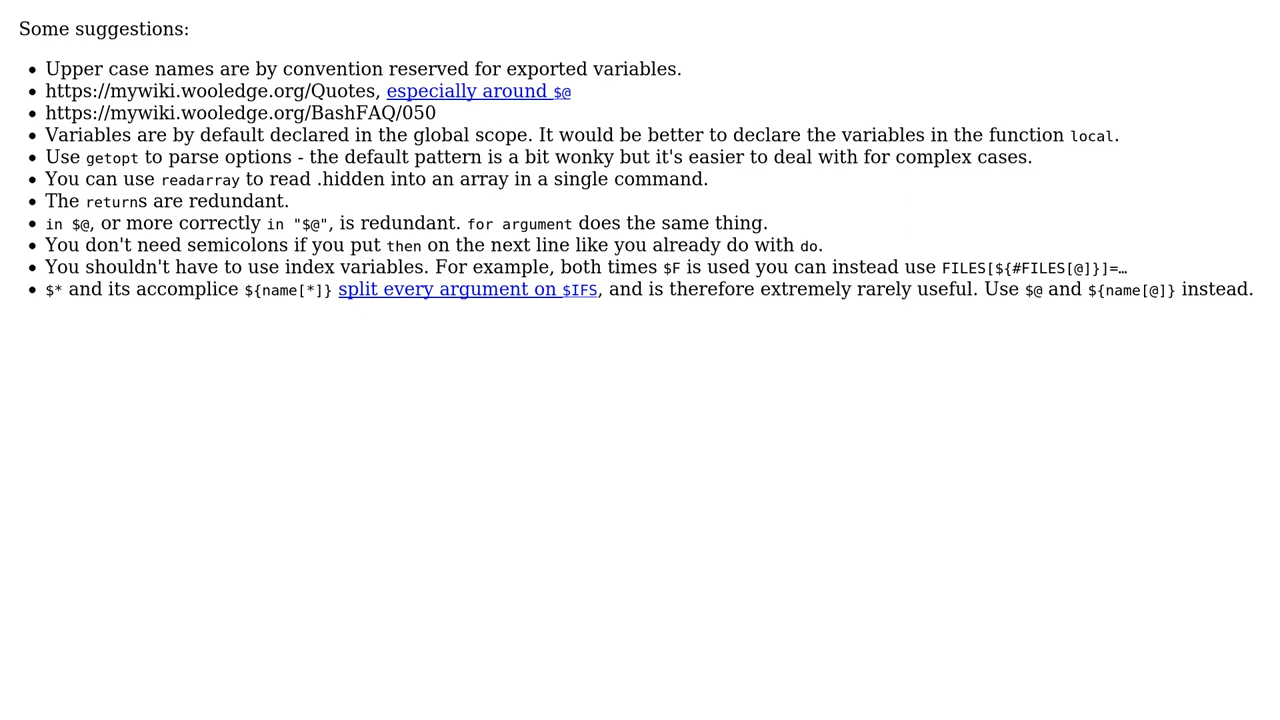 Some suggestions:
• Upper case names are by convention reserved for exported variables.
• https://mywiki.wooledge.org/Quotes, especially around $@
• https://mywiki.wooledge.org/BashFAQ/050
• Variables are by default declared in the global scope. It would be better to declare the variables in the function local.
• Use getopt to parse options - the default pattern is a bit wonky but it's easier to deal with for complex cases.
• You can use readarray to read .hidden into an array in a single command.
• The returns are redundant.
• in $@, or more correctly in "$@", is redundant. for argument does the same thing.
• You don't need semicolons if you put then on the next line like you already do with do.
• You shouldn't have to use index variables. For example, both times $F is used you can instead use FILES[${#FILES[@]}]=…
• $* and its accomplice ${name[*]} split every argument on $IFS, and is therefore extremely rarely useful. Use $@ and ${name[@]} instead.